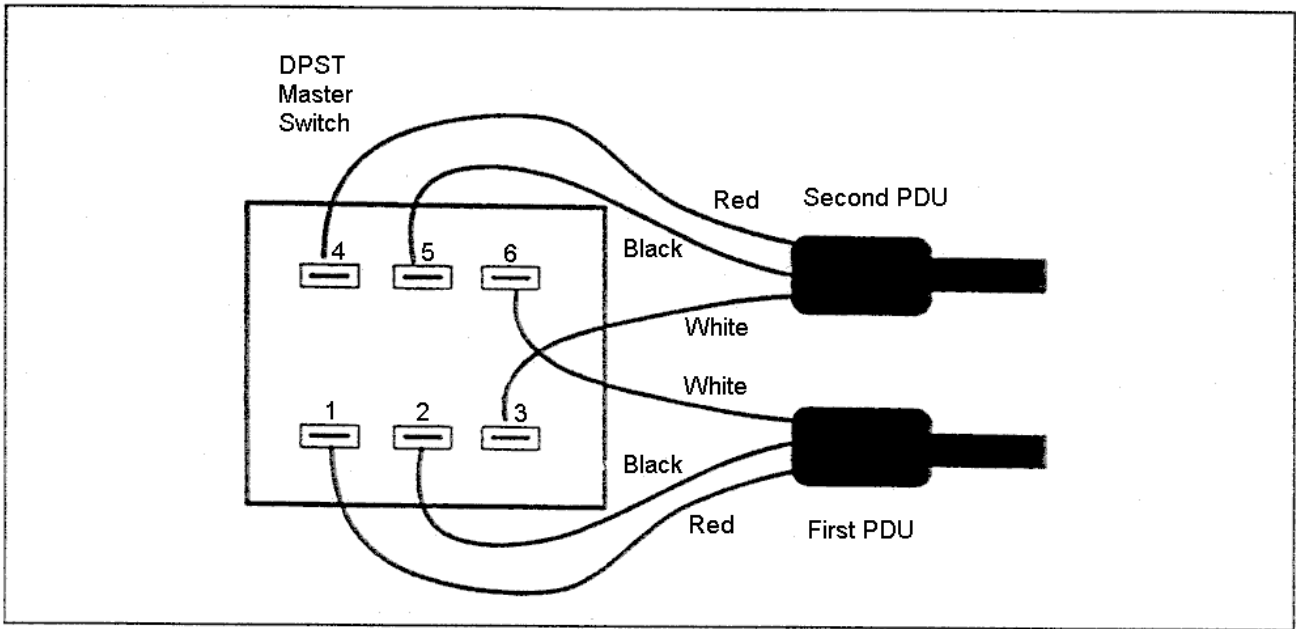 DPST
Master
Switch
Red
Second PDU
4
5
6
Black
White
White
1
2
3
Black
Red
First PDU